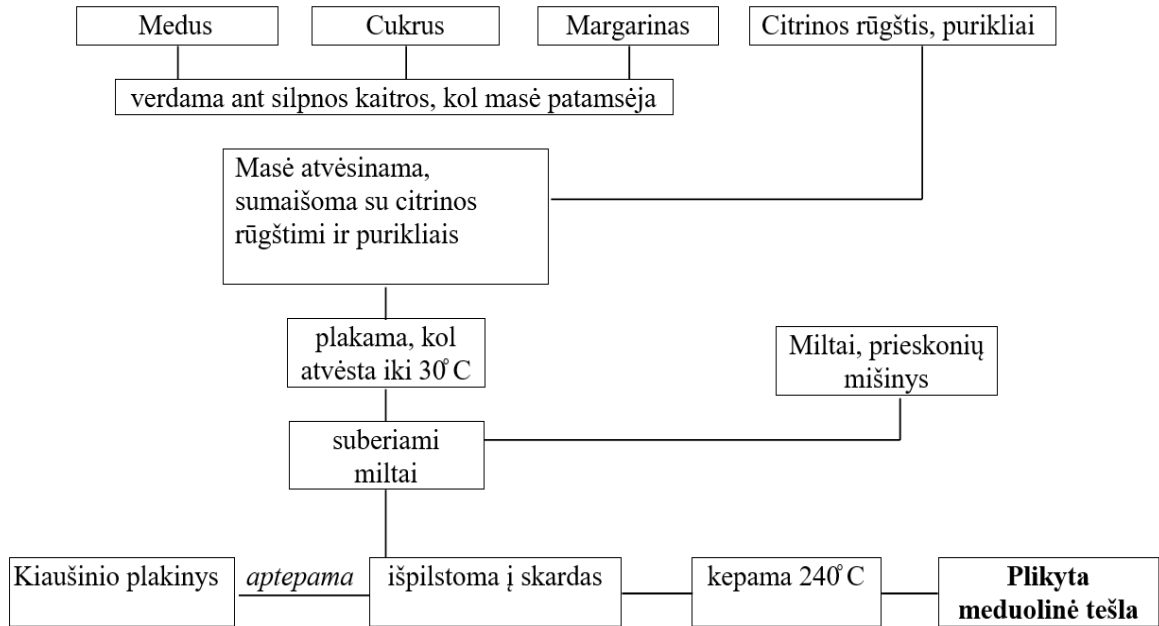 Medus
Cukrus
Margarinas
Citrinos rūgštis, purikliai
verdama ant silpnos kaitros, kol masė patamsėja
Masė atvėsinama,
sumaišoma su citrinos
rūgštimi ir purikliais
plakama, kol
atvėsta iki 30° C
Miltai, prieskonių
mišinys
suberiami
miltai
Kiaušinio plakinys
aptepama
išpilstoma į skardas
kepama 240° C
Plikyta
meduolinė tešla